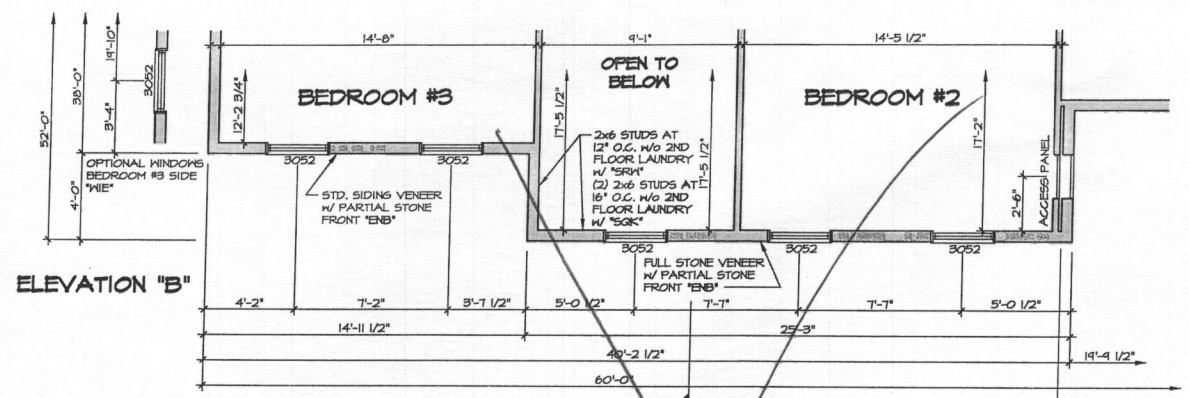 14'-8"
9'-1"
14'-5 1/2"
19'-10"
38'-0"
52'-0"
3052
3'-4"
12'-2 3/4"
BEDROOM #3
OPEN TO
BELOW
BEDROOM #2
17'-5 1/2"
17'-5 1/2"
17'-2"
2x6 STUDS AT
12" O.C. W/o 2ND
FLOOR LAUNDRY
W/ "SRW"
(2) 2x6 STUDS AT
16" O.C. W/o 2ND
FLOOR LAUNDRY
W/ "SQK"
ACCESS PANEL
2'-6"
3052
3052
OPTIONAL WINDOWS
BEDROOM #3 SIDE
"WIE"
4'-0"
STD. SIDING VENEER
W/ PARTIAL STONE
FRONT "ENB"
3052
3052
3052
FULL STONE VENEER
W/ PARTIAL STONE
FRONT "ENB"
ELEVATION "B"
4'-2"
7'-2"
3'-7 1/2"
5'-0 1/2"
7'-7"
7'-7"
5'-0 1/2"
14'-11 1/2"
25'-3"
40'-2 1/2"
19'-9 1/2"
60'-0"